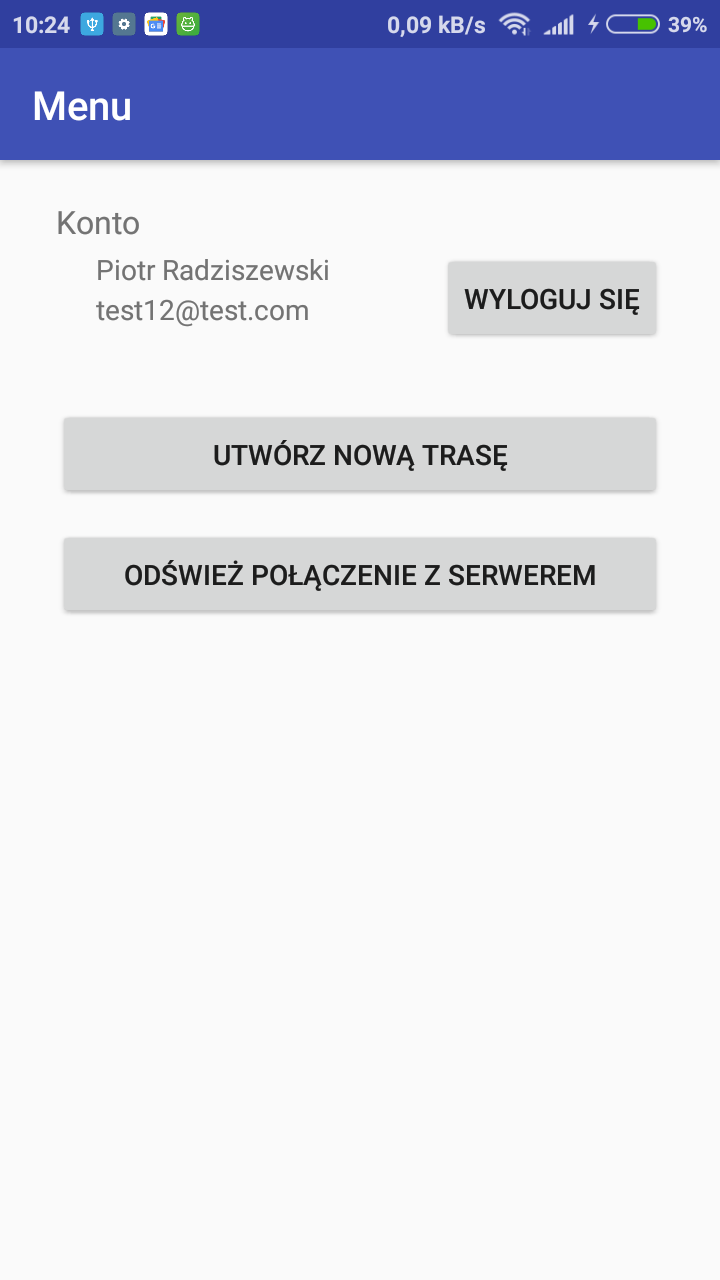 10:24 0,09 kB/s 39%
Menu
Konto
Piotr Radziszewski
test12@test.com
WYLOGUJ SIĘ
UTWÓRZ NOWĄ TRASĘ
ODŚWIEŻ POŁĄCZENIE Z SERWEREM